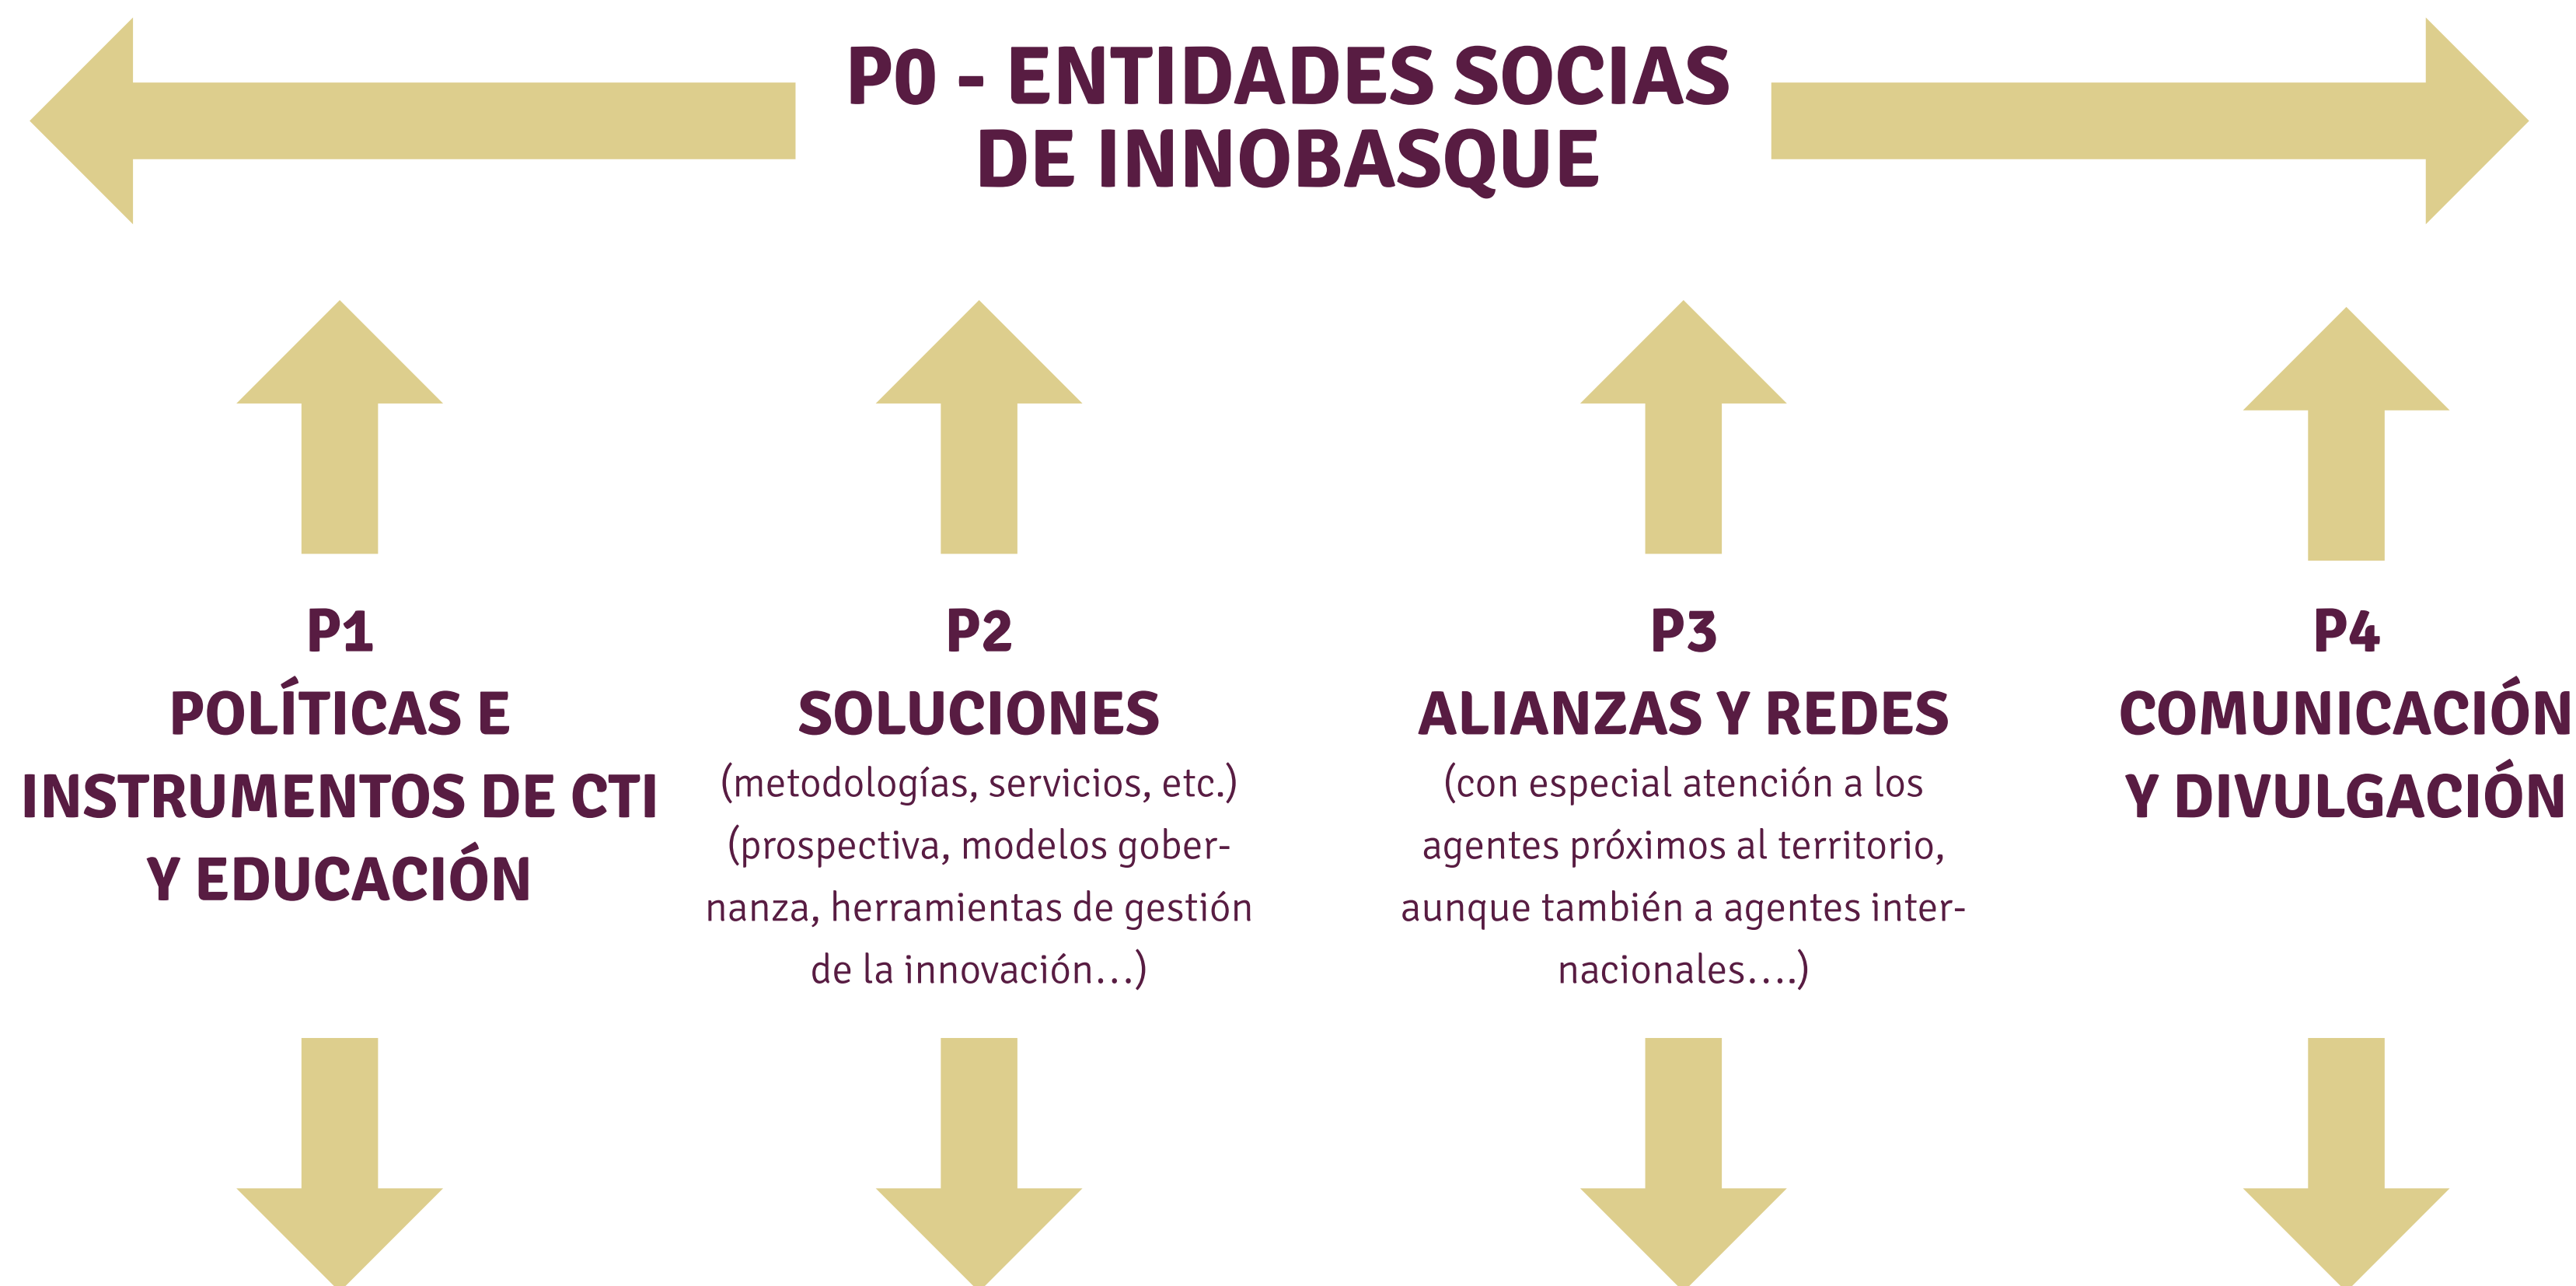 P0 - ENTIDADES SOCIAS
DE INNOBASQUE
P1
POLÍTICAS E
INSTRUMENTOS DE CTI
Y EDUCACIÓN
P2
SOLUCIONES
(metodologías, servicios, etc.)
(prospectiva, modelos gober-
nanza, herramientas de gestión
de la innovación…)
P3
ALIANZAS Y REDES
(con especial atención a los
agentes próximos al territorio,
aunque también a agentes inter-
nacionales….)
P4
COMUNICACIÓN
Y DIVULGACIÓN